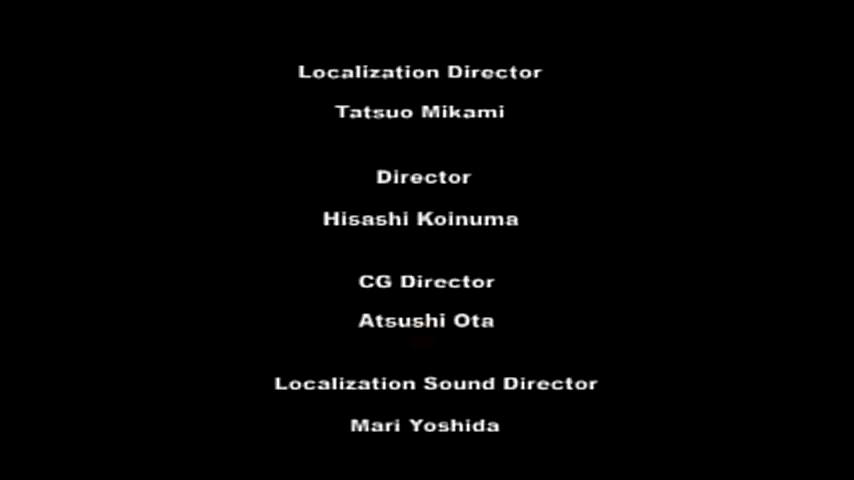 Localization Director
Tatsuo Mikami
Director
Hisashi Koinuma
CG Director
Atsushi Ota
Localization Sound Director
Mari Yoshida